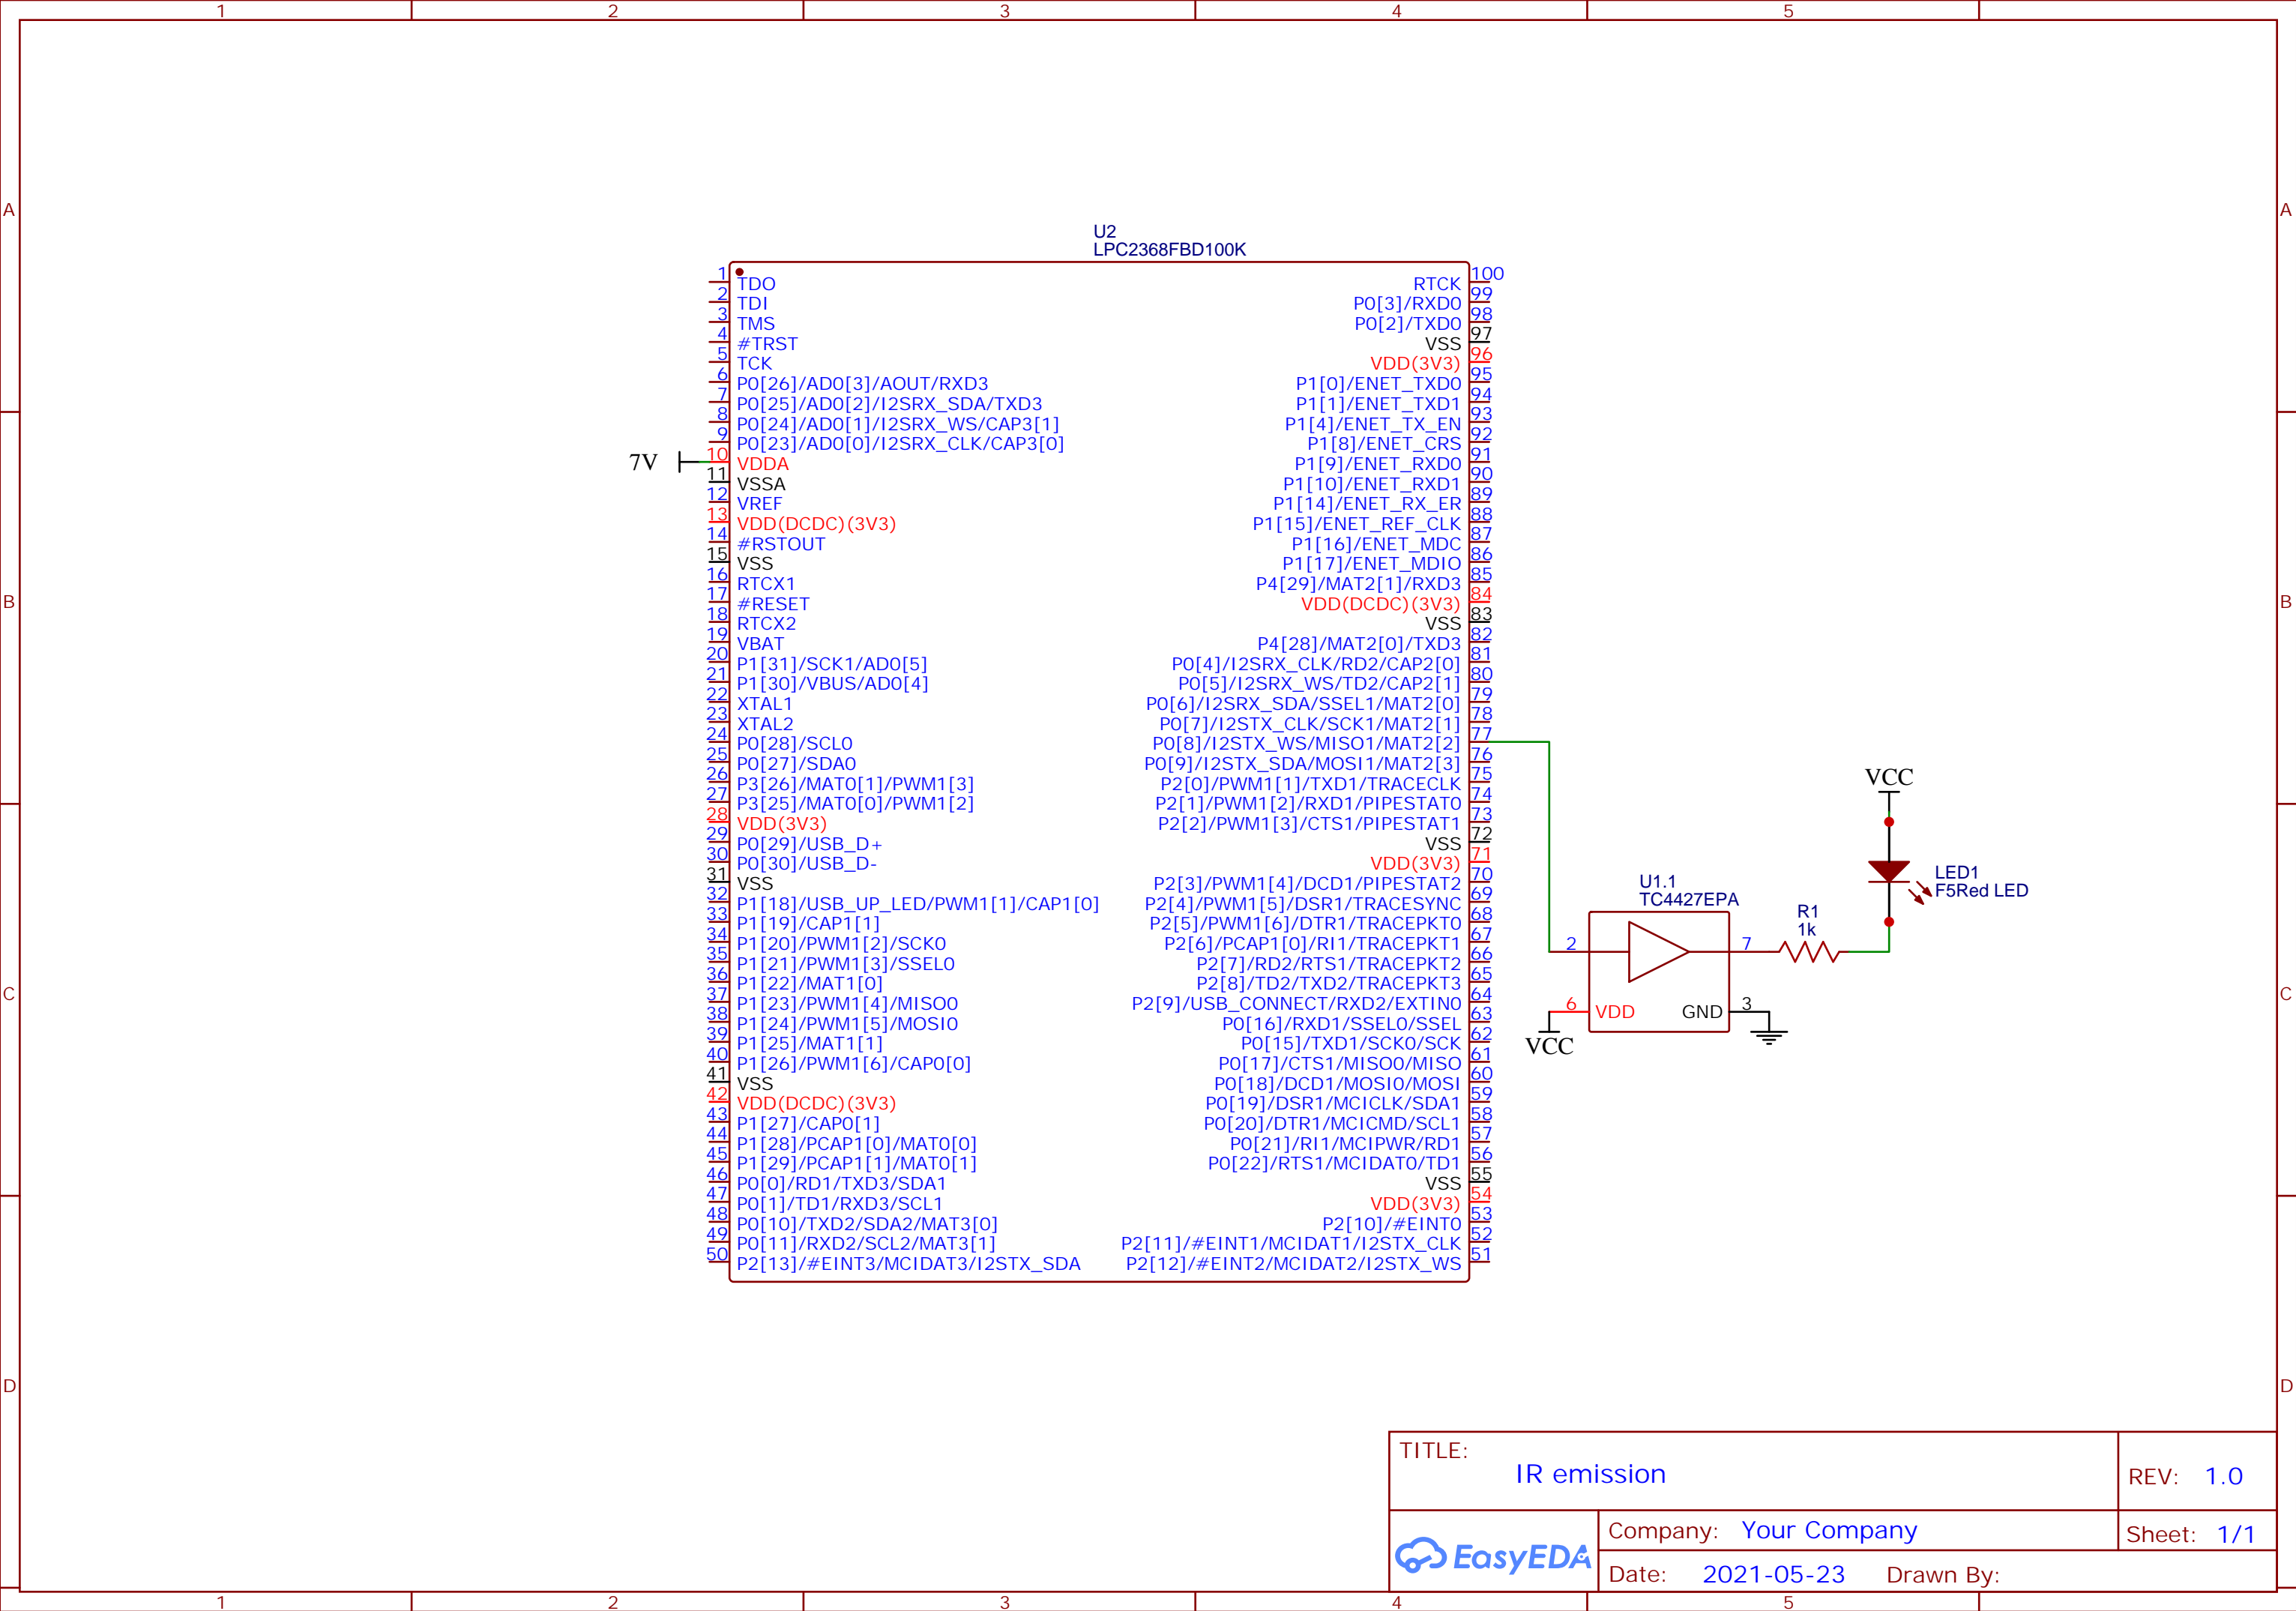 1 2 3 4 5
A A
B B
C C
D D
U2
LPC2368FBD100K
1 TDO RTCK 100
2 TDI P0[3]/RXD0 99
3 TMS P0[2]/TXD0 98
4 #TRST VSS 97
5 TCK VDD(3V3) 96
6 P0[26]/AD0[3]/AOUT/RXD3 P1[0]/ENET_TXD0 95
7 P0[25]/AD0[2]/I2SRX_SDA/TXD3 P1[1]/ENET_TXD1 94
8 P0[24]/AD0[1]/I2SRX_WS/CAP3[1] P1[4]/ENET_TX_EN 93
9 P0[23]/AD0[0]/I2SRX_CLK/CAP3[0] P1[8]/ENET_CRS 92
7V 10 VDDA P1[9]/ENET_RXD0 91
11 VSSA P1[10]/ENET_RXD1 90
12 VREF P1[14]/ENET_RX_ER 89
13 VDD(DCDC)(3V3) P1[15]/ENET_REF_CLK 88
14 #RSTOUT P1[16]/ENET_MDC 87
15 VSS P1[17]/ENET_MDIO 86
16 RTCX1 P4[29]/MAT2[1]/RXD3 85
17 #RESET VDD(DCDC)(3V3) 84
18 RTCX2 VSS 83
19 VBAT P4[28]/MAT2[0]/TXD3 82
20 P1[31]/SCK1/AD0[5] P0[4]/I2SRX_CLK/RD2/CAP2[0] 81
21 P1[30]/VBUS/AD0[4] P0[5]/I2SRX_WS/TD2/CAP2[1] 80
22 XTAL1 P0[6]/I2SRX_SDA/SSEL1/MAT2[0] 79
23 XTAL2 P0[7]/I2STX_CLK/SCK1/MAT2[1] 78
24 P0[28]/SCL0 P0[8]/I2STX_WS/MISO1/MAT2[2] 77
25 P0[27]/SDA0 P0[9]/I2STX_SDA/MOSI1/MAT2[3] 76
26 P3[26]/MAT0[1]/PWM1[3] P2[0]/PWM1[1]/TXD1/TRACECLK 75
27 P3[25]/MAT0[0]/PWM1[2] P2[1]/PWM1[2]/RXD1/PIPESTAT0 74
28 VDD(3V3) P2[2]/PWM1[3]/CTS1/PIPESTAT1 73
29 P0[29]/USB_D+ VSS 72
30 P0[30]/USB_D- VDD(3V3) 71
31 VSS P2[3]/PWM1[4]/DCD1/PIPESTAT2 70
32 P1[18]/USB_UP_LED/PWM1[1]/CAP1[0] P2[4]/PWM1[5]/DSR1/TRACESYNC 69
33 P1[19]/CAP1[1] P2[5]/PWM1[6]/DTR1/TRACEPKT0 68
34 P1[20]/PWM1[2]/SCK0 P2[6]/PCAP1[0]/RI1/TRACEPKT1 67
35 P1[21]/PWM1[3]/SSEL0 P2[7]/RD2/RTS1/TRACEPKT2 66
36 P1[22]/MAT1[0] P2[8]/TD2/TXD2/TRACEPKT3 65
37 P1[23]/PWM1[4]/MISO0 P2[9]/USB_CONNECT/RXD2/EXTIN0 64
38 P1[24]/PWM1[5]/MOSI0 P0[16]/RXD1/SSEL0/SSEL 63
39 P1[25]/MAT1[1] P0[15]/TXD1/SCK0/SCK 62
40 P1[26]/PWM1[6]/CAP0[0] P0[17]/CTS1/MISO0/MISO 61
41 VSS P0[18]/DCD1/MOSI0/MOSI 60
42 VDD(DCDC)(3V3) P0[19]/DSR1/MCICLK/SDA1 59
43 P1[27]/CAP0[1] P0[20]/DTR1/MCICMD/SCL1 58
44 P1[28]/PCAP1[0]/MAT0[0] P0[21]/RI1/MCIPWR/RD1 57
45 P1[29]/PCAP1[1]/MAT0[1] P0[22]/RTS1/MCIDAT0/TD1 56
46 P0[0]/RD1/TXD3/SDA1 VSS 55
47 P0[1]/TD1/RXD3/SCL1 VDD(3V3) 54
48 P0[10]/TXD2/SDA2/MAT3[0] P2[10]/#EINT0 53
49 P0[11]/RXD2/SCL2/MAT3[1] P2[11]/#EINT1/MCIDAT1/I2STX_CLK 52
50 P2[13]/#EINT3/MCIDAT3/I2STX_SDA P2[12]/#EINT2/MCIDAT2/I2STX_WS 51
VCC
LED1
F5Red LED
U1.1
TC4427EPA
R1
1k
2 7
6 VDD GND 3
VCC
TITLE:
IR emission
REV: 1.0
EasyEDA
Company: Your Company
Sheet: 1/1
Date: 2021-05-23 Drawn By:
1 2 3 4 5